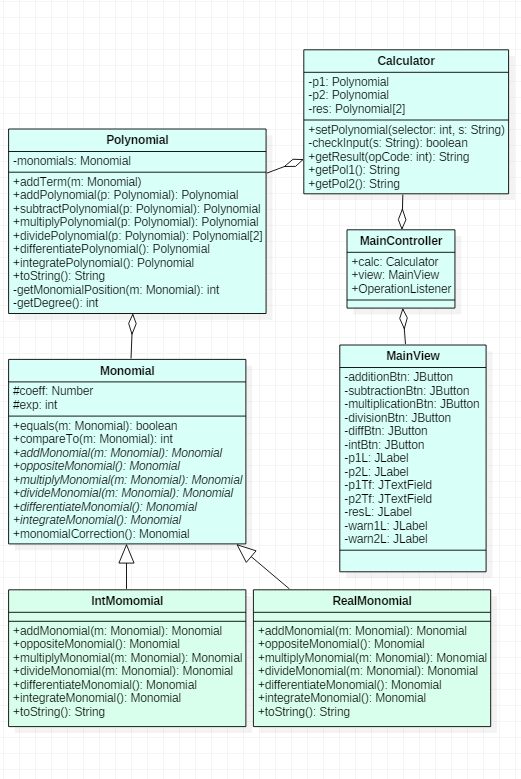 Calculator
-p1: Polynomial
-p2: Polynomial
-res: Polynomial[2]
+setPolynomial(selector: int, s: String)
-checkInput(s: String): boolean
+getResult(opCode: int): String
+getPol1(): String
+getPol2(): String
Polynomial
-monomials: Monomial
+addTerm(m: Monomial)
+addPolynomial(p: Polynomial): Polynomial
+subtractPolynomial(p: Polynomial): Polynomial
+multiplyPolynomial(p: Polynomial): Polynomial
+dividePolynomial(p: Polynomial): Polynomial[2]
+differentiatePolynomial(): Polynomial
+integratePolynomial(): Polynomial
+toString(): String
-getMonomialPosition(m: Monomial): int
-getDegree(): int
MainController
+calc: Calculator
+view: MainView
+OperationListener
MainView
-additionBtn: JButton
-subtractionBtn: JButton
-multiplicationBtn: JButton
-divisionBtn: JButton
-diffBtn: JButton
-intBtn: JButton
-p1L: JLabel
-p2L: JLabel
-p1Tf: JTextField
-p2Tf: JTextField
-resL: JLabel
-warn1L: JLabel
-warn2L: JLabel
Monomial
#coeff: Number
#exp: int
+equals(m: Monomial): boolean
+compareTo(m: Monomial): int
+addMonomial(m: Monomial): Monomial
+oppositeMonomial(): Monomial
+multiplyMonomial(m: Monomial): Monomial
+divideMonomial(m: Monomial): Monomial
+differentiateMonomial(): Monomial
+integrateMonomial(): Monomial
+monomialCorrection(): Monomial
IntMomomial
+addMonomial(m: Monomial): Monomial
+oppositeMonomial(): Monomial
+multiplyMonomial(m: Monomial): Monomial
+divideMonomial(m: Monomial): Monomial
+differentiateMonomial(): Monomial
+integrateMonomial(): Monomial
+toString(): String
RealMonomial
+addMonomial(m: Monomial): Monomial
+oppositeMonomial(): Monomial
+multiplyMonomial(m: Monomial): Monomial
+divideMonomial(m: Monomial): Monomial
+differentiateMonomial(): Monomial
+integrateMonomial(): Monomial
+toString(): String